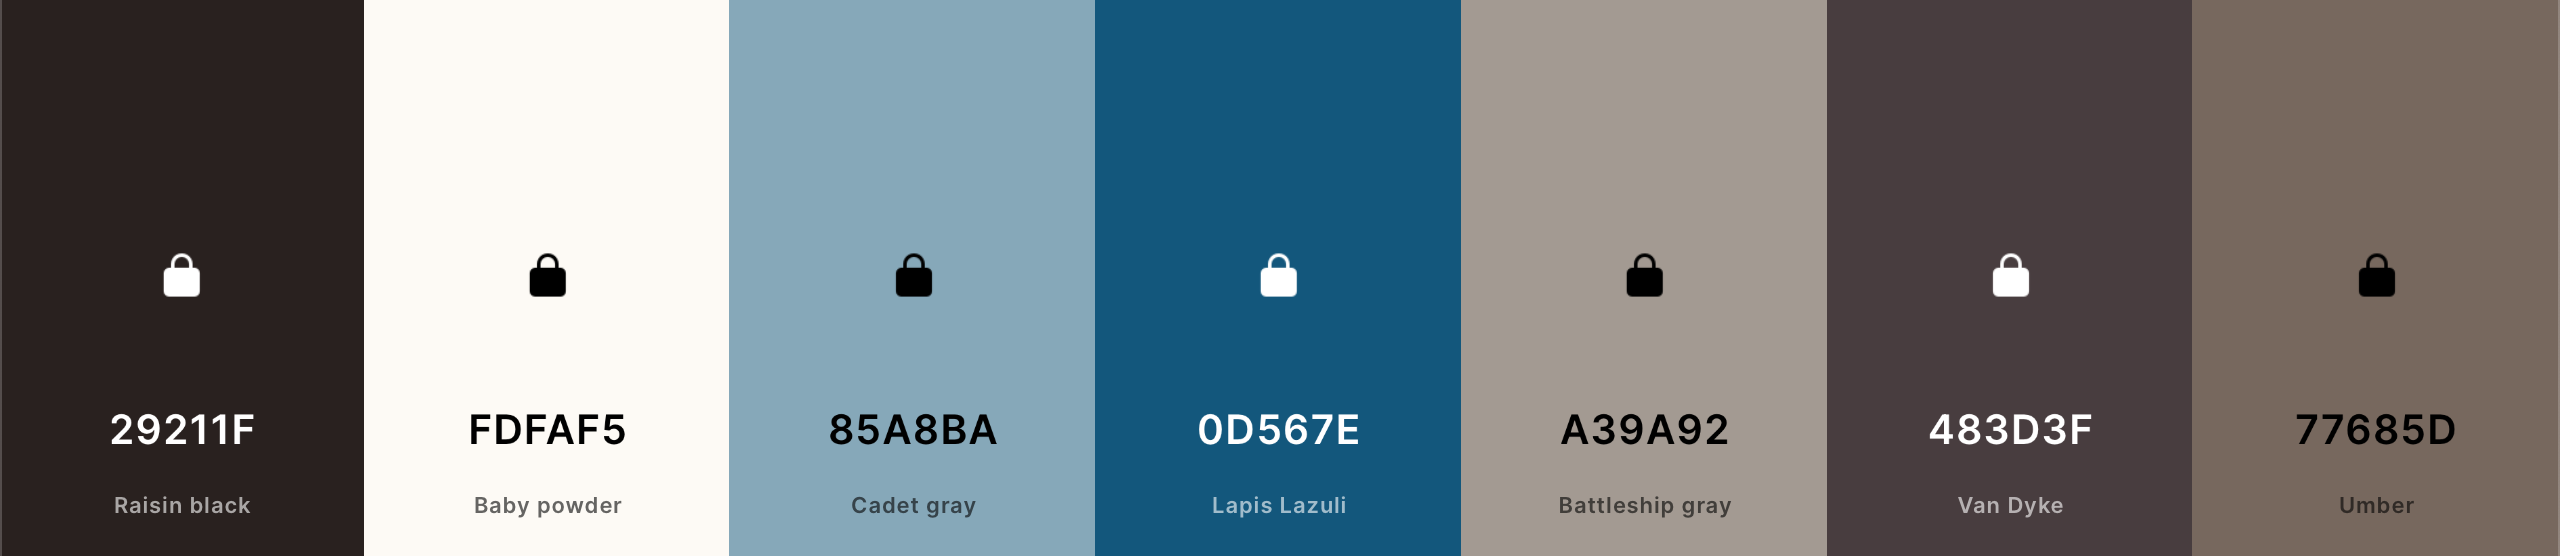 29211F
Raisin black
FDFAF5
Baby powder
85A8BA
Cadet gray
0D567E
Lapis Lazuli
A39A92
Battleship gray
483D3F
Van Dyke
77685D
Umber